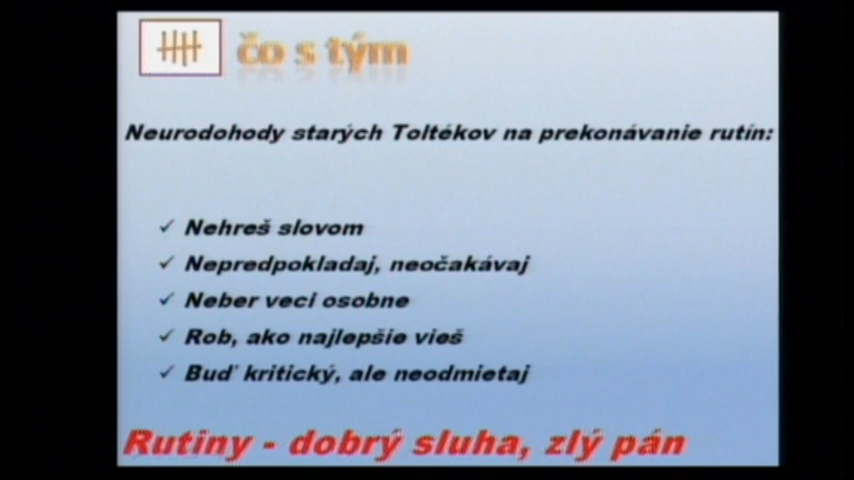 čo s tým
Neurodohody starých Toltékov na prekonávanie rutín:
✓ Nehreš slovom
✓ Nepredpokladaj, neočakávaj
✓ Neber veci osobne
✓ Rob, ako najlepšie vieš
✓ Buď kritický, ale neodmietaj
Rutiny - dobrý sluha, zlý pán